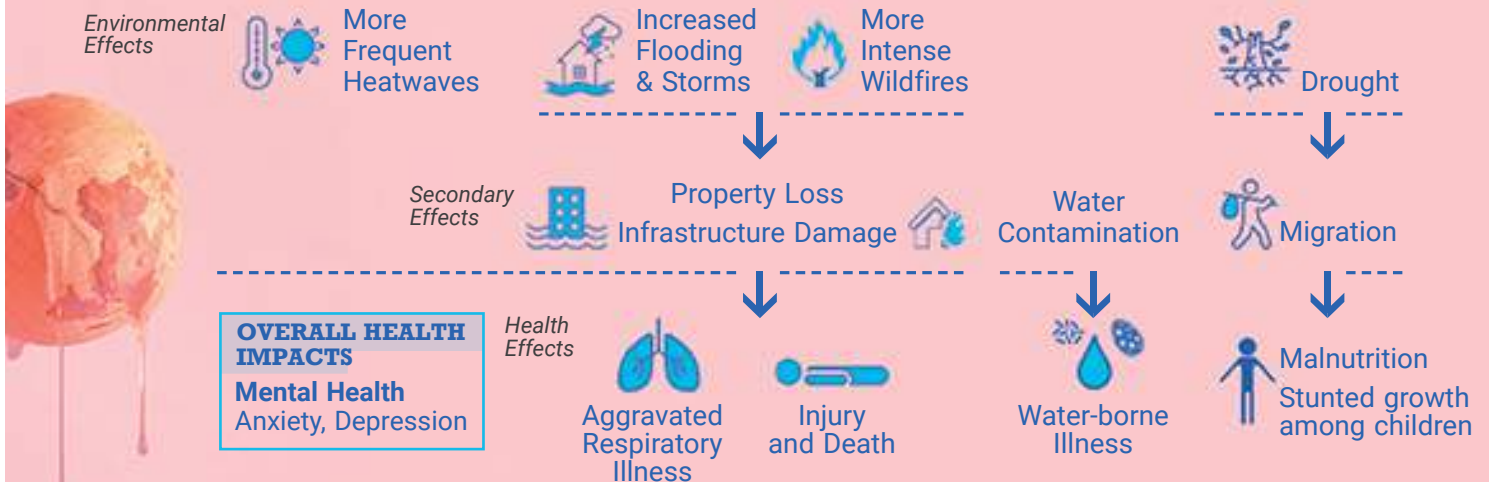 Environmental
Effects
More
Frequent
Heatwaves
Increased
Flooding
& Storms
More
Intense
Wildfires
Drought
Secondary
Effects
Property Loss
Infrastructure Damage
Water
Contamination
Migration
OVERALL HEALTH
IMPACTS
Mental Health
Anxiety, Depression
Health
Effects
Aggravated
Respiratory
Illness
Injury
and Death
Water-borne
Illness
Malnutrition
Stunted growth
among children